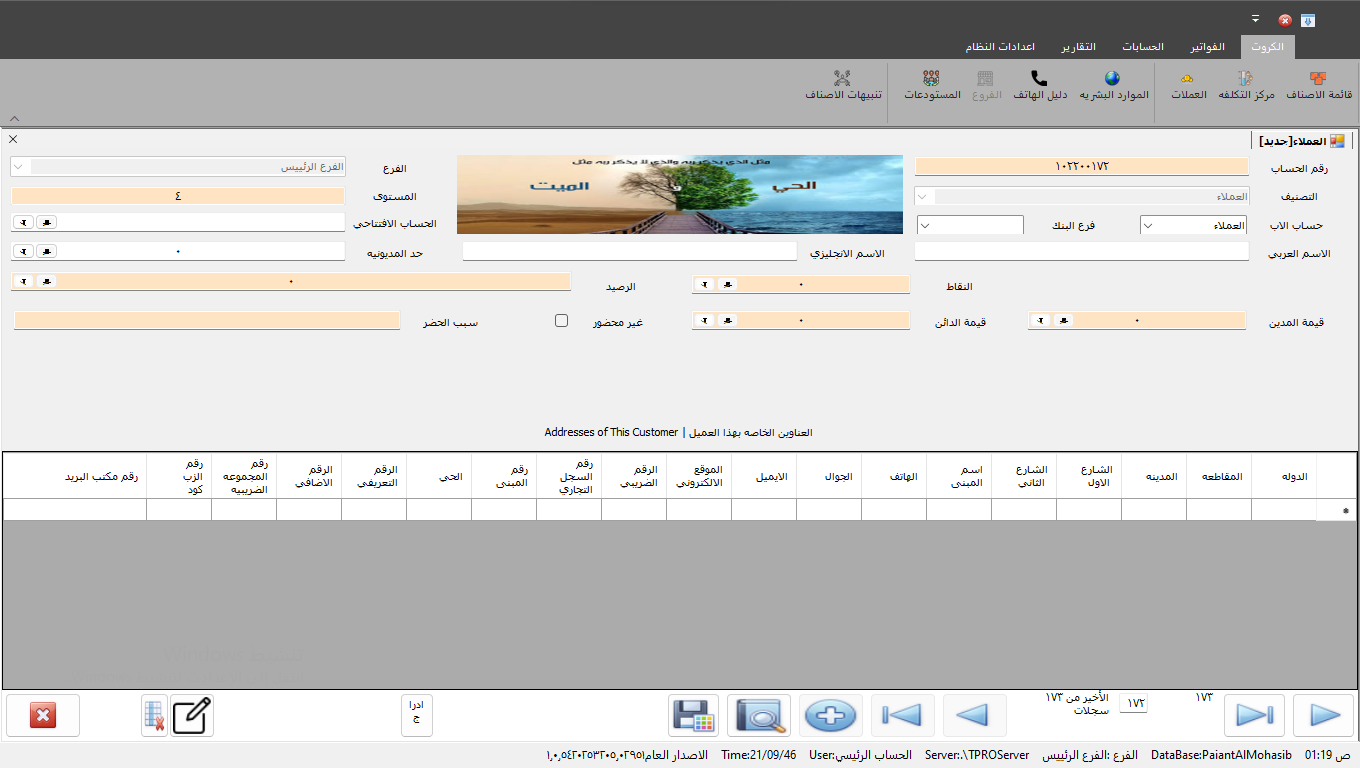 الكروت الفواتير الحسابات التقارير اعدادات النظام
قائمة الاصناف مركز التكلفه العملات الموارد البشريه دليل الهاتف الفروع المستودعات تنبيهات الاصناف
العملاء[جديد]
رقم الحساب ١٠٢٢٠٠١٧٢
مثل الذي يذكر ربه والذي لا يذكر ربه مثل
الحي و الميت
الفرع الفرع الرئييس
التصنيف العملاء
المستوى ٤
حساب الاب العملاء فرع البنك
الحساب الافتتاحي
الاسم العربي الاسم الانجليزي حد المديونيه ٠
النقاط ٠ الرصيد ٠
قيمة المدين ٠ قيمة الدائن ٠ غير محضور سبب الحضر
العناوين الخاصه بهذا العميل | Addresses of This Customer
الدوله المقاطعه المدينه الشارع الاول الشارع الثاني اسم المبنى الهاتف الجوال الايميل الموقع الالكتروني الرقم الضريبي رقم السجل التجاري رقم المبنى الحي الرقم التعريفي الرقم الاضافي رقم المجموعه الضريبيه رقم الزب كود رقم مكتب البريد
١٧٣ ١٧٢ الأخير من ١٧٣ سجلات
ادراج
ص 01:19 DataBase:PaiantAlMohasib الفرع :الفرع الرئييس Server:.\TPROServer الحساب الرئيسي:User Time:21/09/46 الاصدار العام